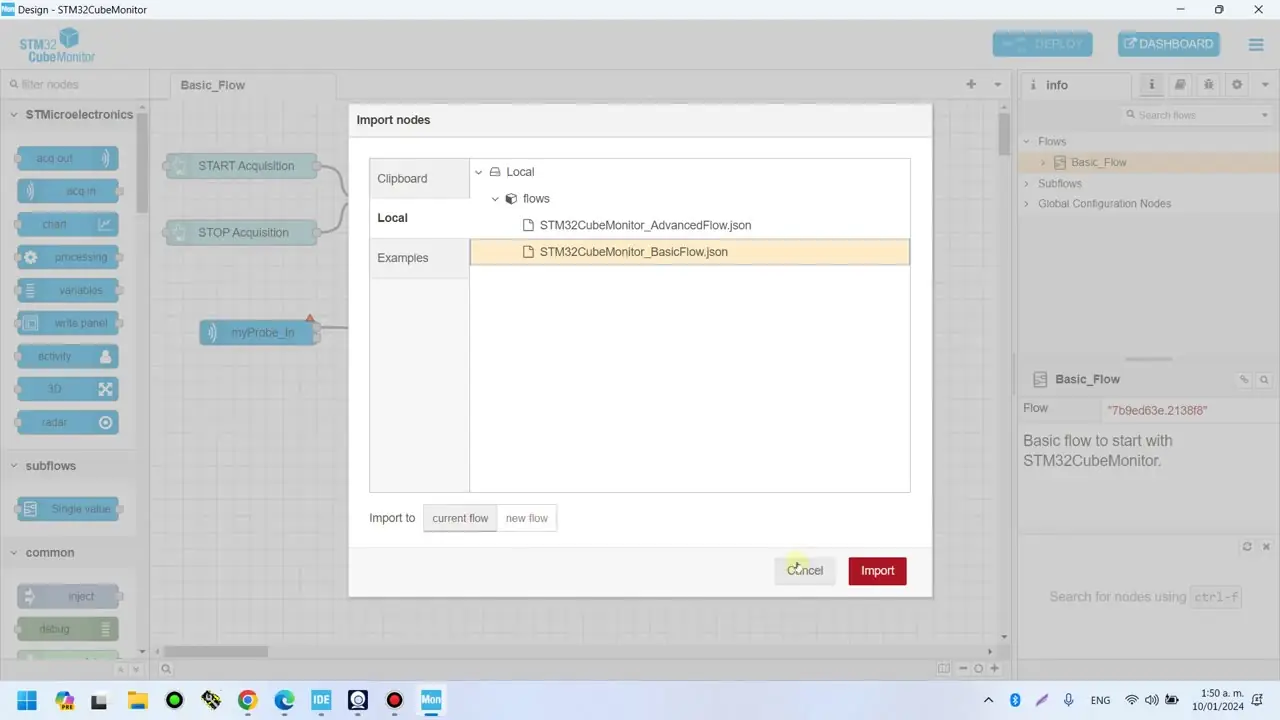 Mon Design - STM32CubeMonitor
STM32
CubeMonitor
DEPLOY
DASHBOARD
filter nodes
Basic_Flow
i info
i
Search flows
STMicroelectronics
acq out
acq in
chart
processing
variables
write panel
activity
3D
radar
subflows
Single value
common
inject
debug
START Acquisition
STOP Acquisition
myProbe_In
Import nodes
Clipboard
Local
Examples
Local
flows
STM32CubeMonitor_AdvancedFlow.json
STM32CubeMonitor_BasicFlow.json
Import to
current flow
new flow
Cancel
Import
Flows
Basic_Flow
Subflows
Global Configuration Nodes
Basic_Flow
Flow
"7b9ed63e.2138f8"
Basic flow to start with
STM32CubeMonitor.
Search for nodes using ctrl-f
PRE
IDE
Mon
ENG
1:50 a. m.
10/01/2024